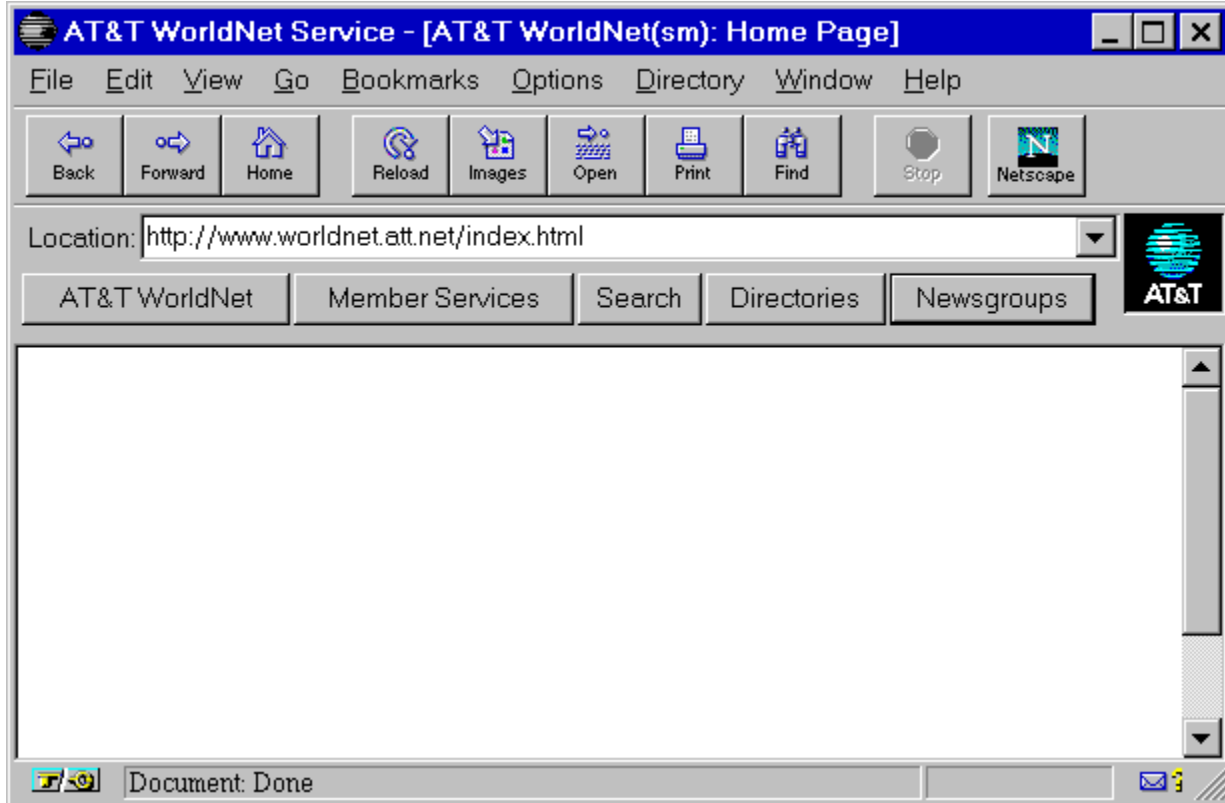 AT&T WorldNet Service - [AT&T WorldNet(sm): Home Page]
File Edit View Go Bookmarks Options Directory Window Help
Back Forward Home Reload Images Open Print Find Stop N Netscape
Location: http://www.worldnet.att.net/index.html
AT&T
AT&T WorldNet Member Services Search Directories Newsgroups
Document: Done